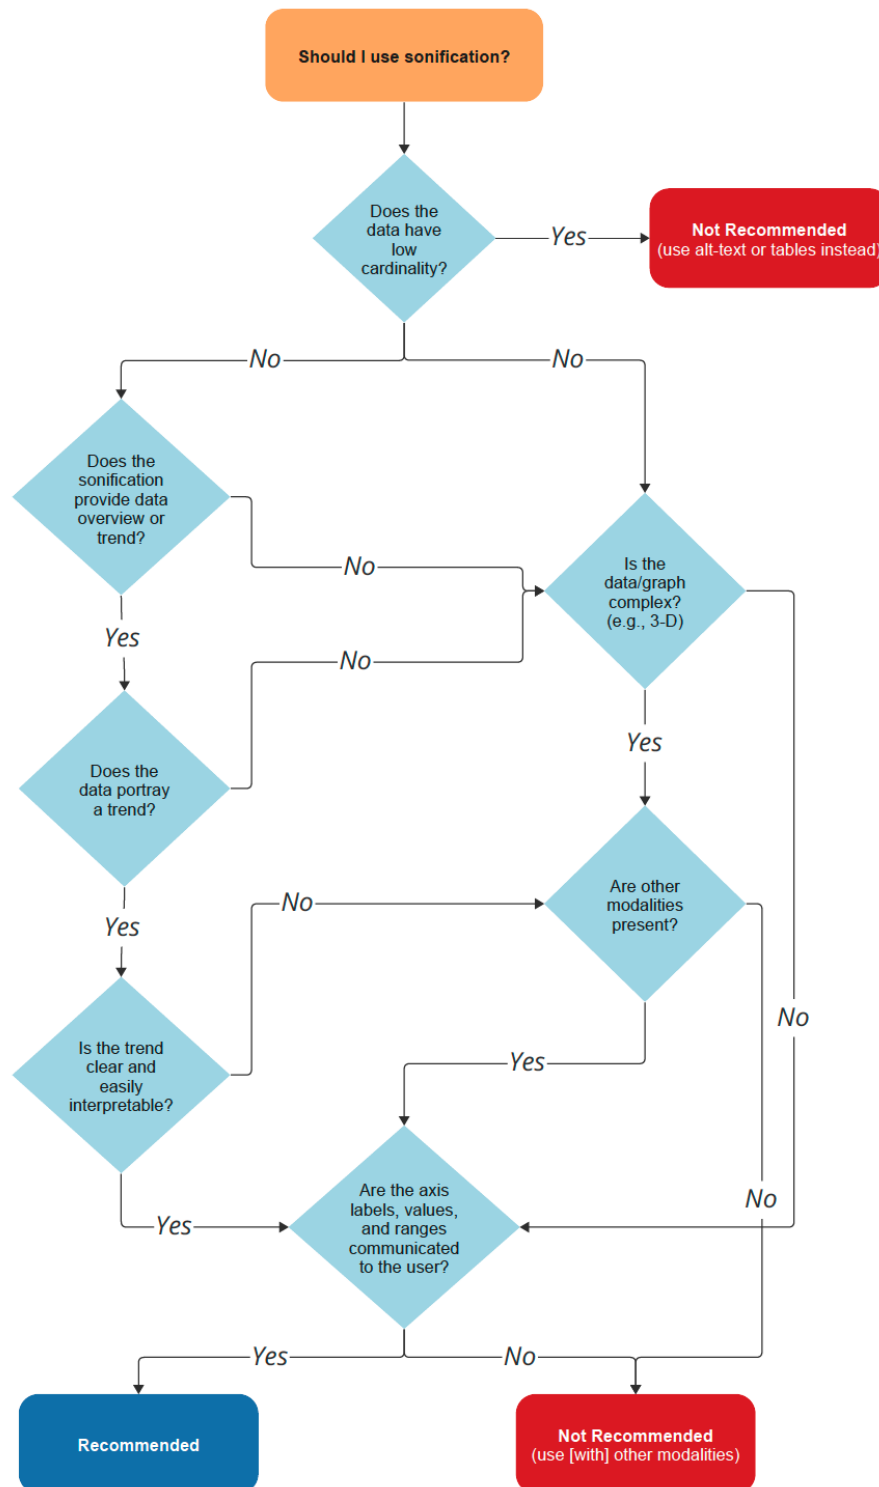 Should I use sonification?
Does the
data have
low
cardinality?
Yes
Not Recommended
(use alt-text or tables instead)
No
No
Does the
sonification
provide data
overview or
trend?
No
Is the
data/graph
complex?
(e.g., 3-D)
Yes
No
Yes
Does the
data portray
a trend?
Yes
No
Are other
modalities
present?
No
Is the trend
clear and
easily
interpretable?
Yes
Are the axis
labels, values,
and ranges
communicated
to the user?
No
Yes
Yes
No
Recommended
Not Recommended
(use [with] other modalities)